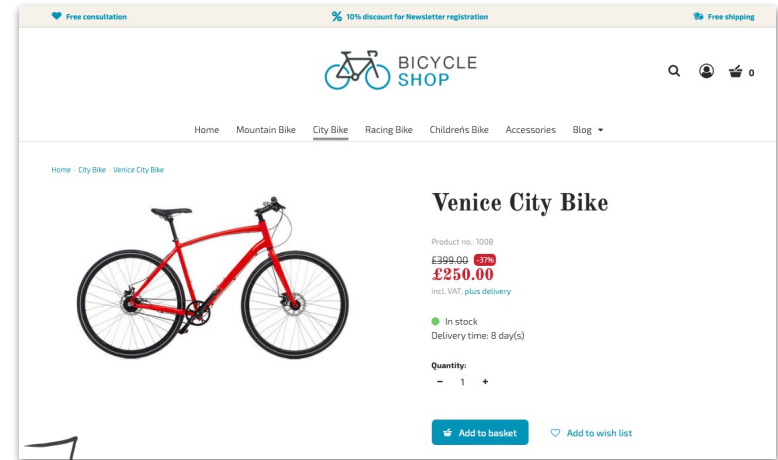 Free consultation
10% discount for Newsletter registration
Free shipping
BICYCLE
SHOP
0
Home Mountain Bike City Bike Racing Bike Childreńs Bike Accessories Blog
Home · City Bike · Venice City Bike
Venice City Bike
Product no.: 1008
£399.00 -37%
£250.00
incl. VAT, plus delivery
In stock
Delivery time: 8 day(s)
Quantity:
- 1 +
Add to basket Add to wish list